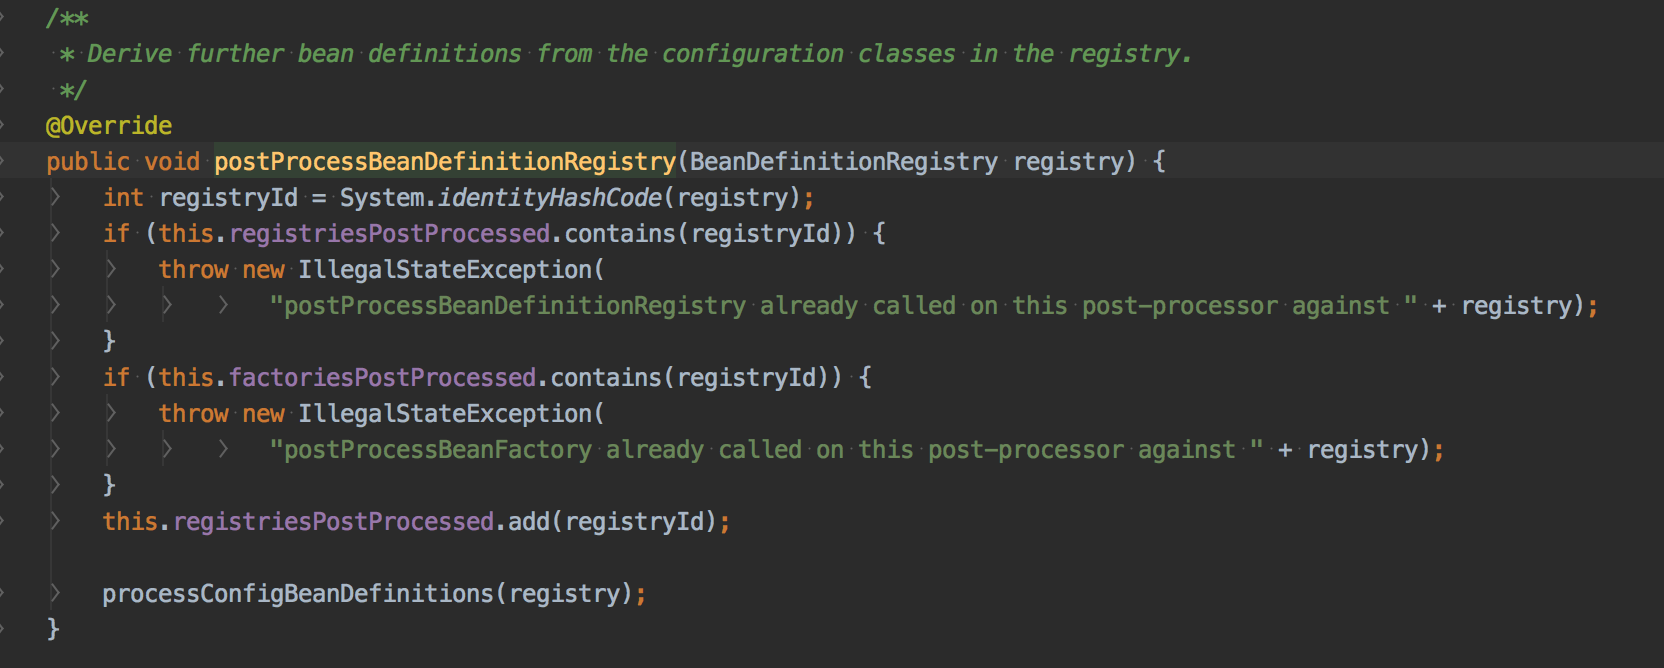 /**
* Derive further bean definitions from the configuration classes in the registry.
*/
@Override
public void postProcessBeanDefinitionRegistry(BeanDefinitionRegistry registry) {
int registryId = System.identityHashCode(registry);
if (this.registriesPostProcessed.contains(registryId)) {
throw new IllegalStateException(
"postProcessBeanDefinitionRegistry already called on this post-processor against " + registry);
}
if (this.factoriesPostProcessed.contains(registryId)) {
throw new IllegalStateException(
"postProcessBeanFactory already called on this post-processor against " + registry);
}
this.registriesPostProcessed.add(registryId);
processConfigBeanDefinitions(registry);
}